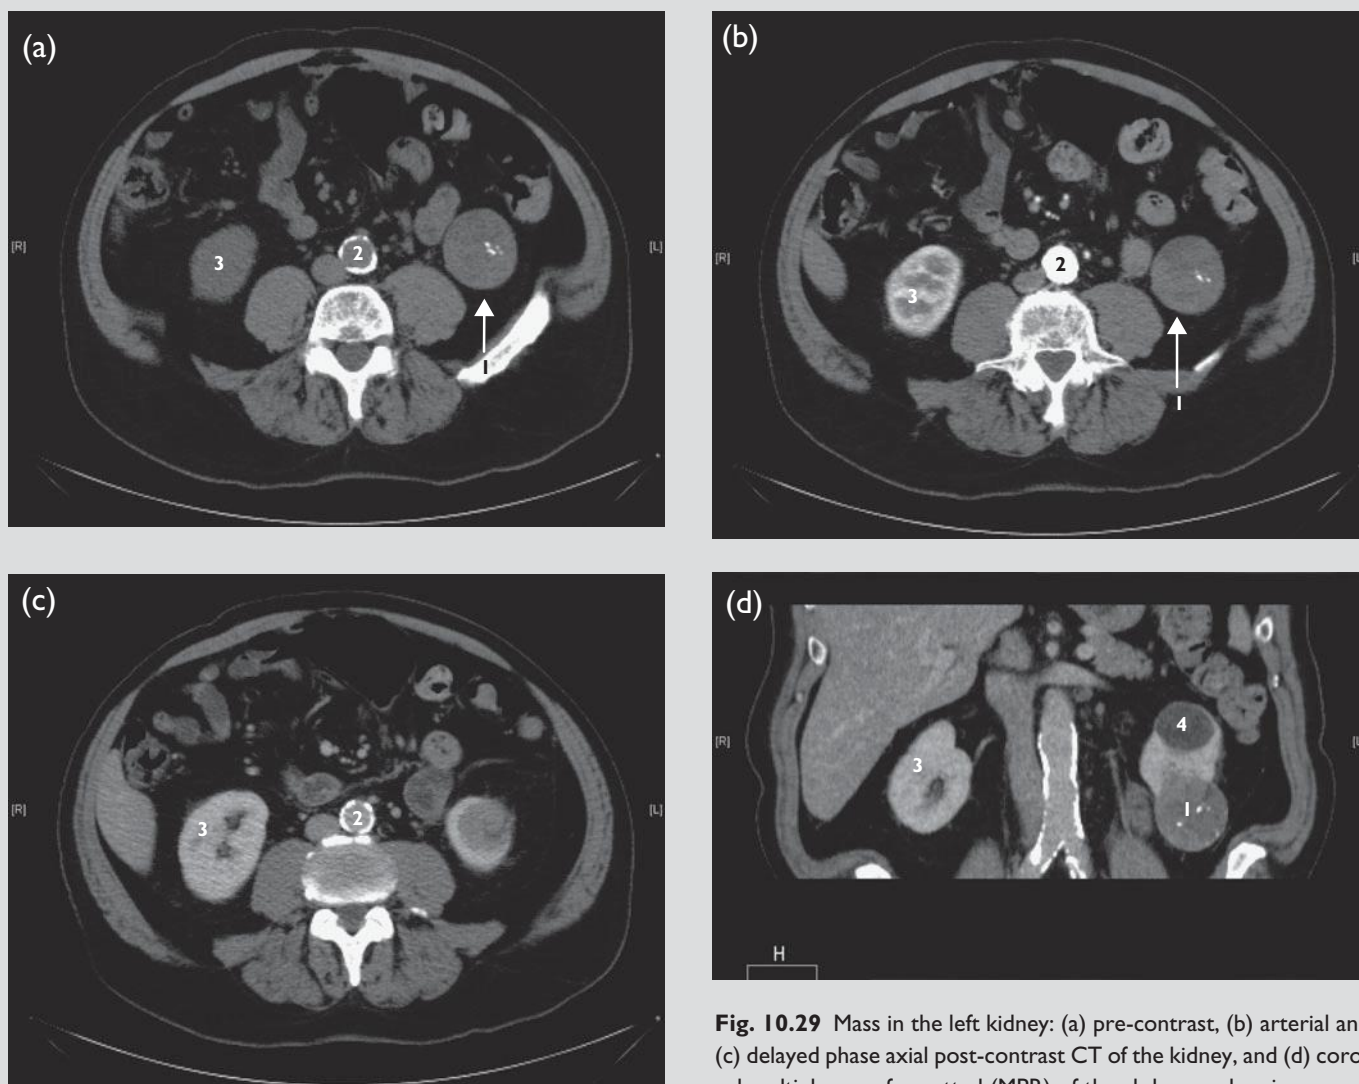 (a)
[R]
[L]
3
2
1
(b)
[R]
2
3
1
(c)
[R]
[L]
3
2
(d)
[R]
4
3
1
H
Fig. 10.29 Mass in the left kidney: (a) pre-contrast, (b) arterial an
(c) delayed phase axial post-contrast CT of the kidney, and (d) coro